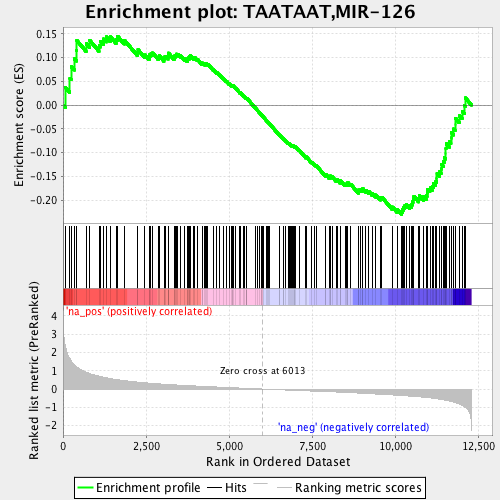 Enrichment plot: TAATAAT,MIR-126
Enrichment score (ES)
0.15
0.10
0.05
0.00
-0.05
-0.10
-0.15
-0.20
'na_pos' (positively correlated)
Ranked list metric (PreRanked)
4
3
2
1
0
-1
-2
Zero cross at 6013
'na_neg' (negatively correlated)
0
2,500
5,000
7,500
10,000
12,500
Rank in Ordered Dataset
Enrichment profile
Hits
Ranking metric scores